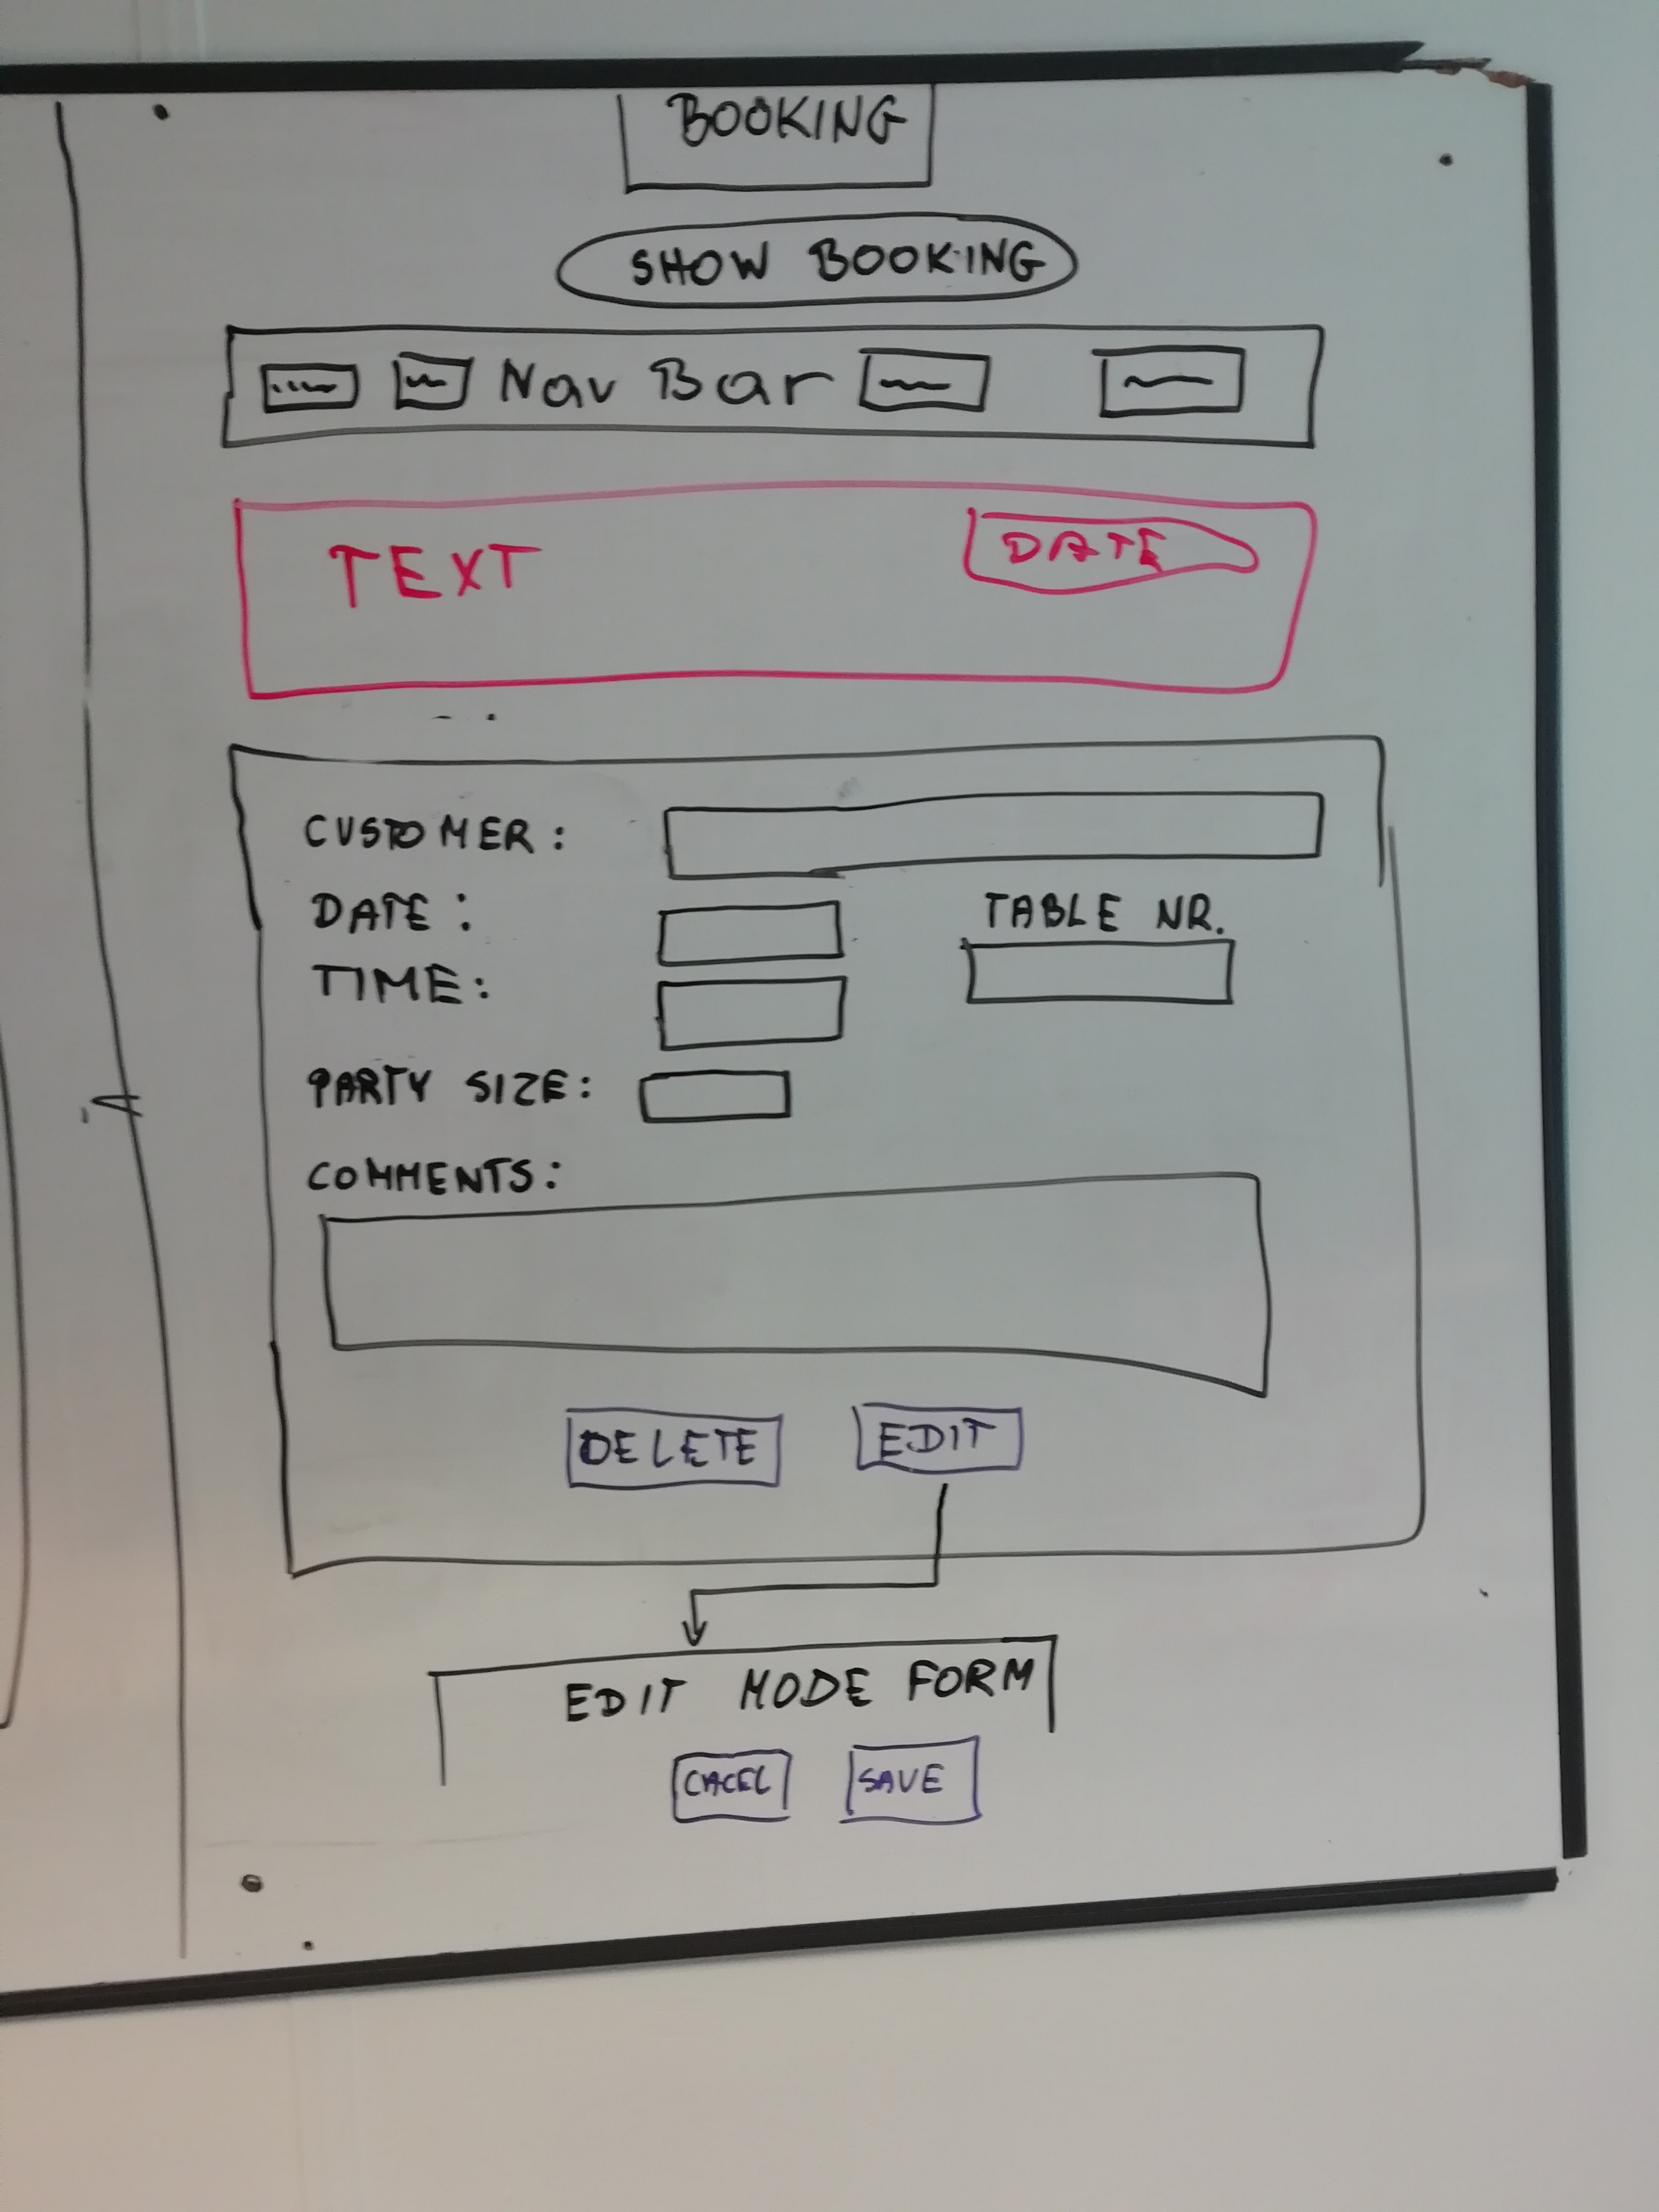 BOOKING
SHOW BOOKING
Nav Bar
TEXT DATE
CUSTOMER:
DATE: TABLE NR.
TIME:
PARTY SIZE:
COMMENTS:
DELETE EDIT
EDIT MODE FORM
CACEL SAVE